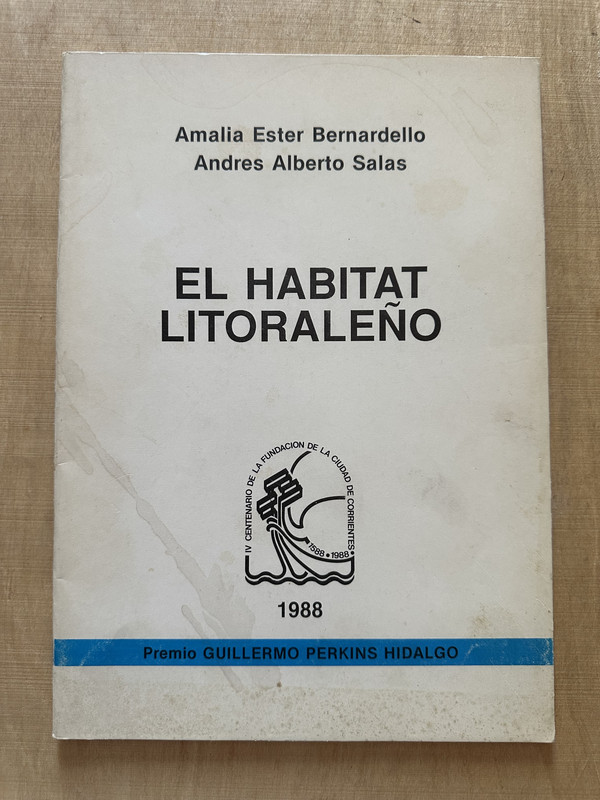 Amalia Ester Bernardello
Andres Alberto Salas
EL HABITAT
LITORALEÑO
IV CENTENARIO DE LA FUNDACION DE LA CIUDAD DE CORRIENTES •
1588 • 1988 •
1988
Premio GUILLERMO PERKINS HIDALGO